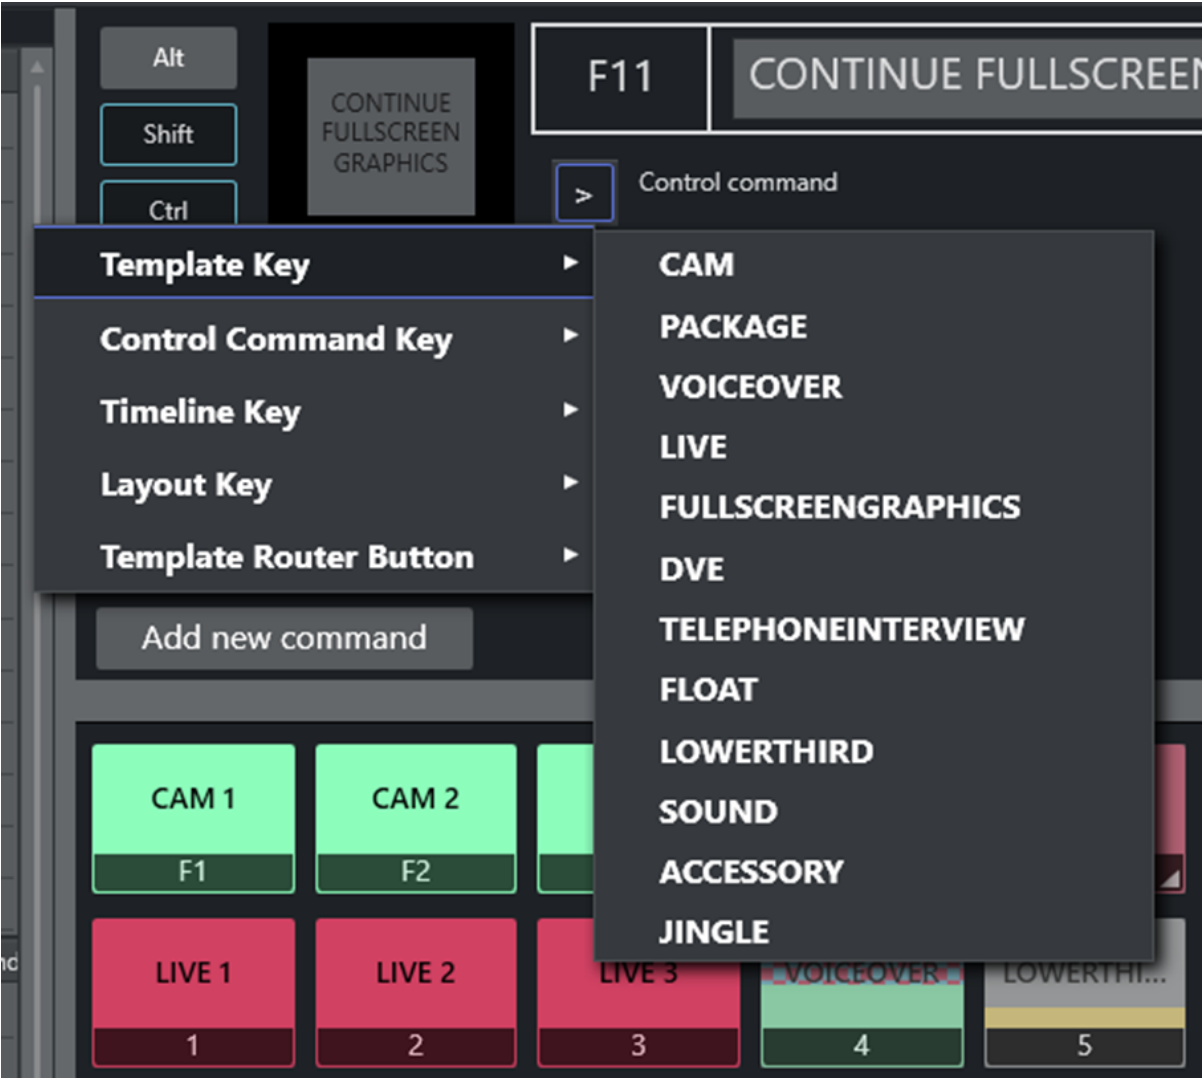 Alt
Shift
Ctrl
CONTINUE
FULLSCREEN
GRAPHICS
F11
CONTINUE FULLSCREEN
>
Control command
Template Key
Control Command Key
Timeline Key
Layout Key
Template Router Button
CAM
PACKAGE
VOICEOVER
LIVE
FULLSCREENGRAPHICS
DVE
TELEPHONEINTERVIEW
FLOAT
LOWERTHIRD
SOUND
ACCESSORY
JINGLE
Add new command
CAM 1
F1
CAM 2
F2
LIVE 1
1
LIVE 2
2
LIVE 3
3
VOICEOVER
4
LOWERTHI...
5